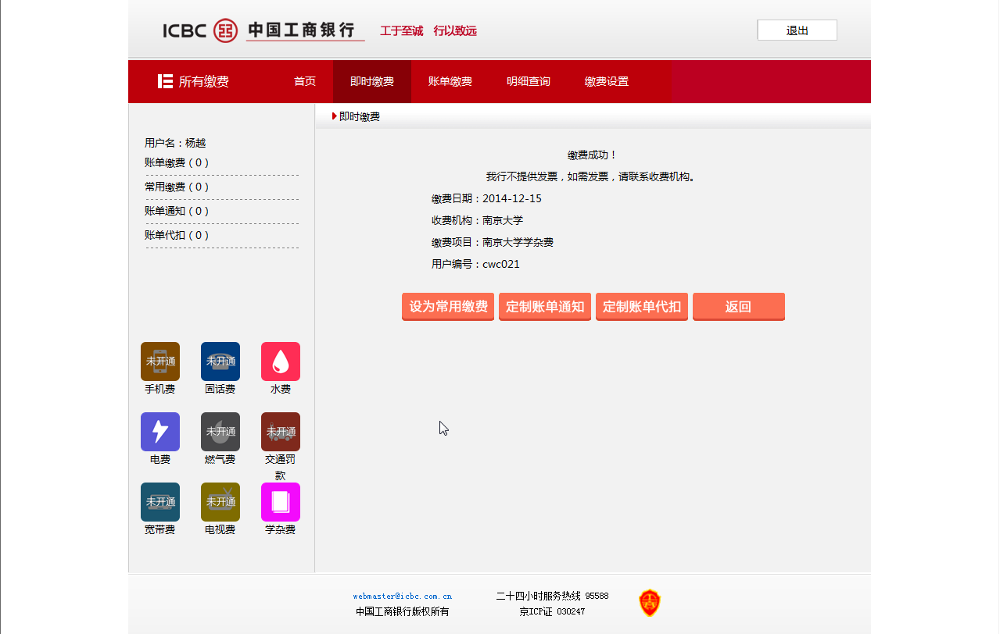 ICBC 中国工商银行 工于至诚 行以致远
退出
所有缴费 首页 即时缴费 账单缴费 明细查询 缴费设置
即时缴费
用户名：杨越
账单缴费（0）
常用缴费（0）
账单通知（0）
账单代扣（0）
缴费成功！
我行不提供发票，如需发票，请联系收费机构。
缴费日期：2014-12-15
收费机构：南京大学
缴费项目：南京大学学杂费
用户编号：cwc021
设为常用缴费 定制账单通知 定制账单代扣 返回
未开通 未开通
手机费 固话费 水费
未开通 未开通
电费 燃气费 交通罚
款
未开通 未开通
宽带费 电视费 学杂费
webmaster@icbc.com.cn 二十四小时服务热线 95588
中国工商银行版权所有 京ICP证 030247